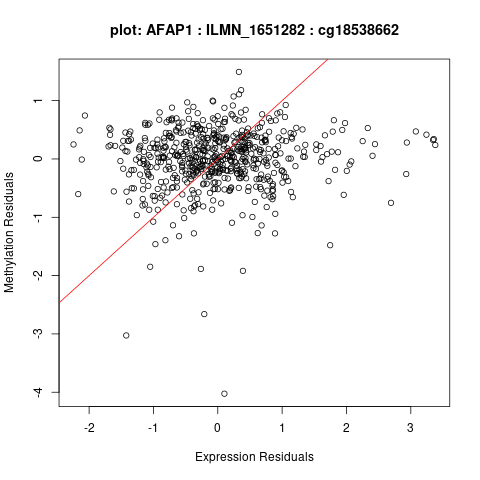 plot: AFAP1 : ILMN_1651282 : cg18538662
Methylation Residuals
1
0
-1
-2
-3
-4
-2 -1 0 1 2 3
Expression Residuals